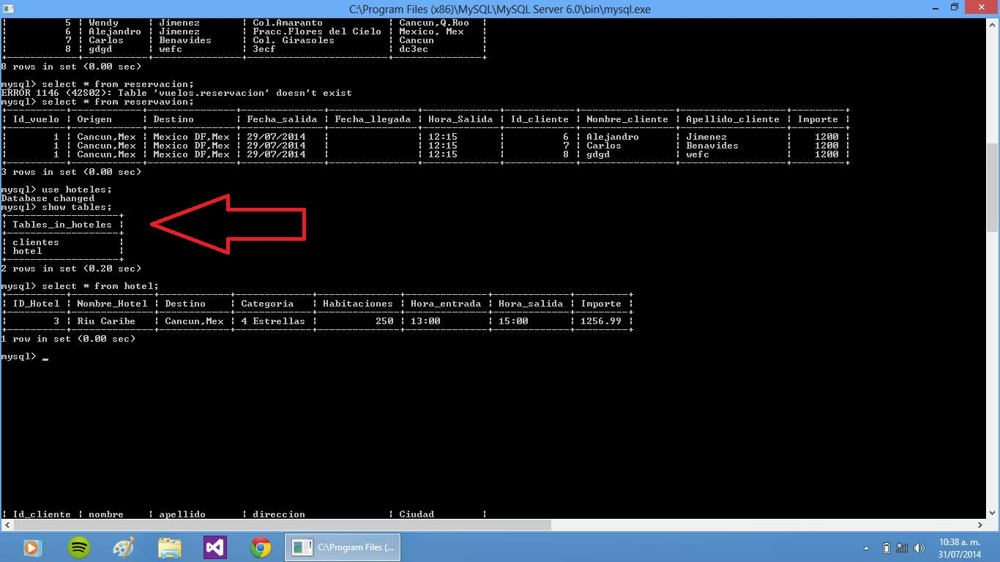 C:\Program Files (x86)\MySQL\MySQL Server 6.0\bin\mysql.exe
| 5 | Wendy | Jimenez | Col.Amaranto | Cancun,Q.Roo |
| 6 | Alejandro | Jimenez | Fracc.Flores del Cielo | Mexico, Mex |
| 7 | Carlos | Benavides | Col. Girasoles | Cancun |
| 8 | gdgd | wefc | 3ecf | dc3ec |
8 rows in set (0.00 sec)
mysql> select * from reservacion;
ERROR 1146 (42S02): Table 'vuelos.reservacion' doesn't exist
mysql> select * from reservavion;
| Id_vuelo | Origen | Destino | Fecha_salida | Fecha_llegada | Hora_Salida | Id_cliente | Nombre_cliente | Apellido_cliente | Importe |
| 1 | Cancun,Mex | Mexico DF,Mex | 29/07/2014 | | 12:15 | 6 | Alejandro | Jimenez | 1200 |
| 1 | Cancun,Mex | Mexico DF,Mex | 29/07/2014 | | 12:15 | 7 | Carlos | Benavides | 1200 |
| 1 | Cancun,Mex | Mexico DF,Mex | 29/07/2014 | | 12:15 | 8 | gdgd | wefc | 1200 |
3 rows in set (0.00 sec)
mysql> use hoteles;
Database changed
mysql> show tables;
| Tables_in_hoteles |
| clientes |
| hotel |
2 rows in set (0.20 sec)
mysql> select * from hotel;
| ID_Hotel | Nombre_Hotel | Destino | Categoria | Habitaciones | Hora_entrada | Hora_salida | Importe |
| 3 | Riu Caribe | Cancun,Mex | 4 Estrellas | 250 | 13:00 | 15:00 | 1256.99 |
1 row in set (0.00 sec)
mysql> _
| Id_cliente | nombre | apellido | direccion | Ciudad |
C:\Program Files (...
10:38 a. m.
31/07/2014